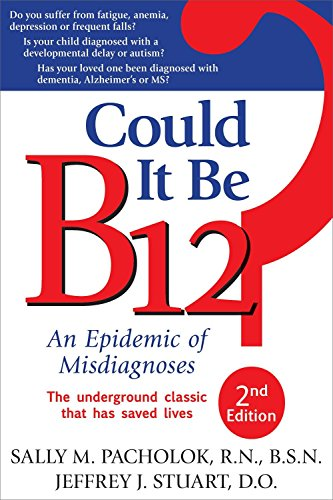 Do you suffer from fatigue, anemia,
depression or frequent falls?
Is your child diagnosed with a
developmental delay or autism?
Has your loved one been diagnosed with
dementia, Alzheimer's or MS?
Could
It Be
B12?
An Epidemic of
Misdiagnoses
The underground classic
that has saved lives
2nd
Edition
SALLY M. PACHOLOK, R.N., B.S.N.
JEFFREY J. STUART, D.O.